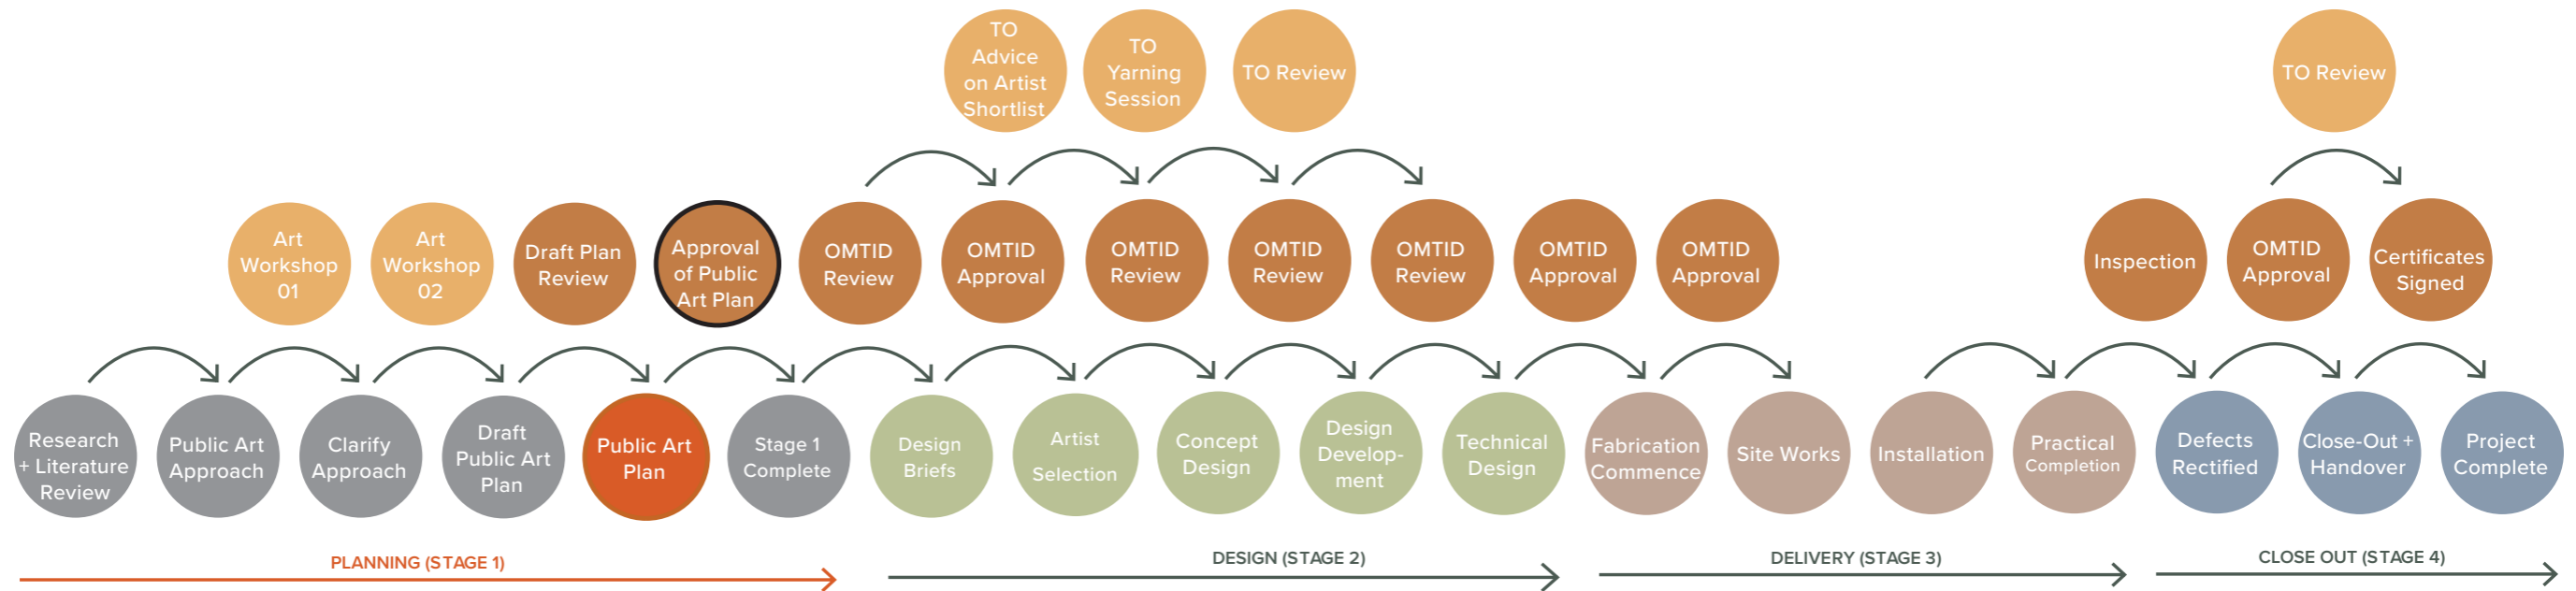 TO
Advice
on Artist
Shortlist
TO
Yarning
Session
TO Review
TO Review
Art
Workshop
01
Art
Workshop
02
Draft Plan
Review
Approval
of Public
Art Plan
OMTID
Review
OMTID
Approval
OMTID
Review
OMTID
Review
OMTID
Review
OMTID
Approval
OMTID
Approval
Inspection
OMTID
Approval
Certificates
Signed
Research
+ Literature
Review
Public Art
Approach
Clarify
Approach
Draft
Public Art
Plan
Public Art
Plan
Stage 1
Complete
Design
Briefs
Artist
Selection
Concept
Design
Design
Develop-
ment
Technical
Design
Fabrication
Commence
Site Works
Installation
Practical
Completion
Defects
Rectified
Close-Out +
Handover
Project
Complete
PLANNING (STAGE 1)
DESIGN (STAGE 2)
DELIVERY (STAGE 3)
CLOSE OUT (STAGE 4)